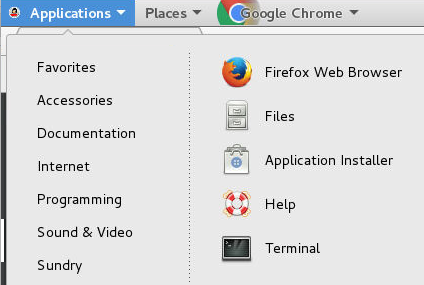 Applications Places Google Chrome
Favorites
Accessories
Documentation
Internet
Programming
Sound & Video
Sundry
Firefox Web Browser
Files
Application Installer
Help
Terminal